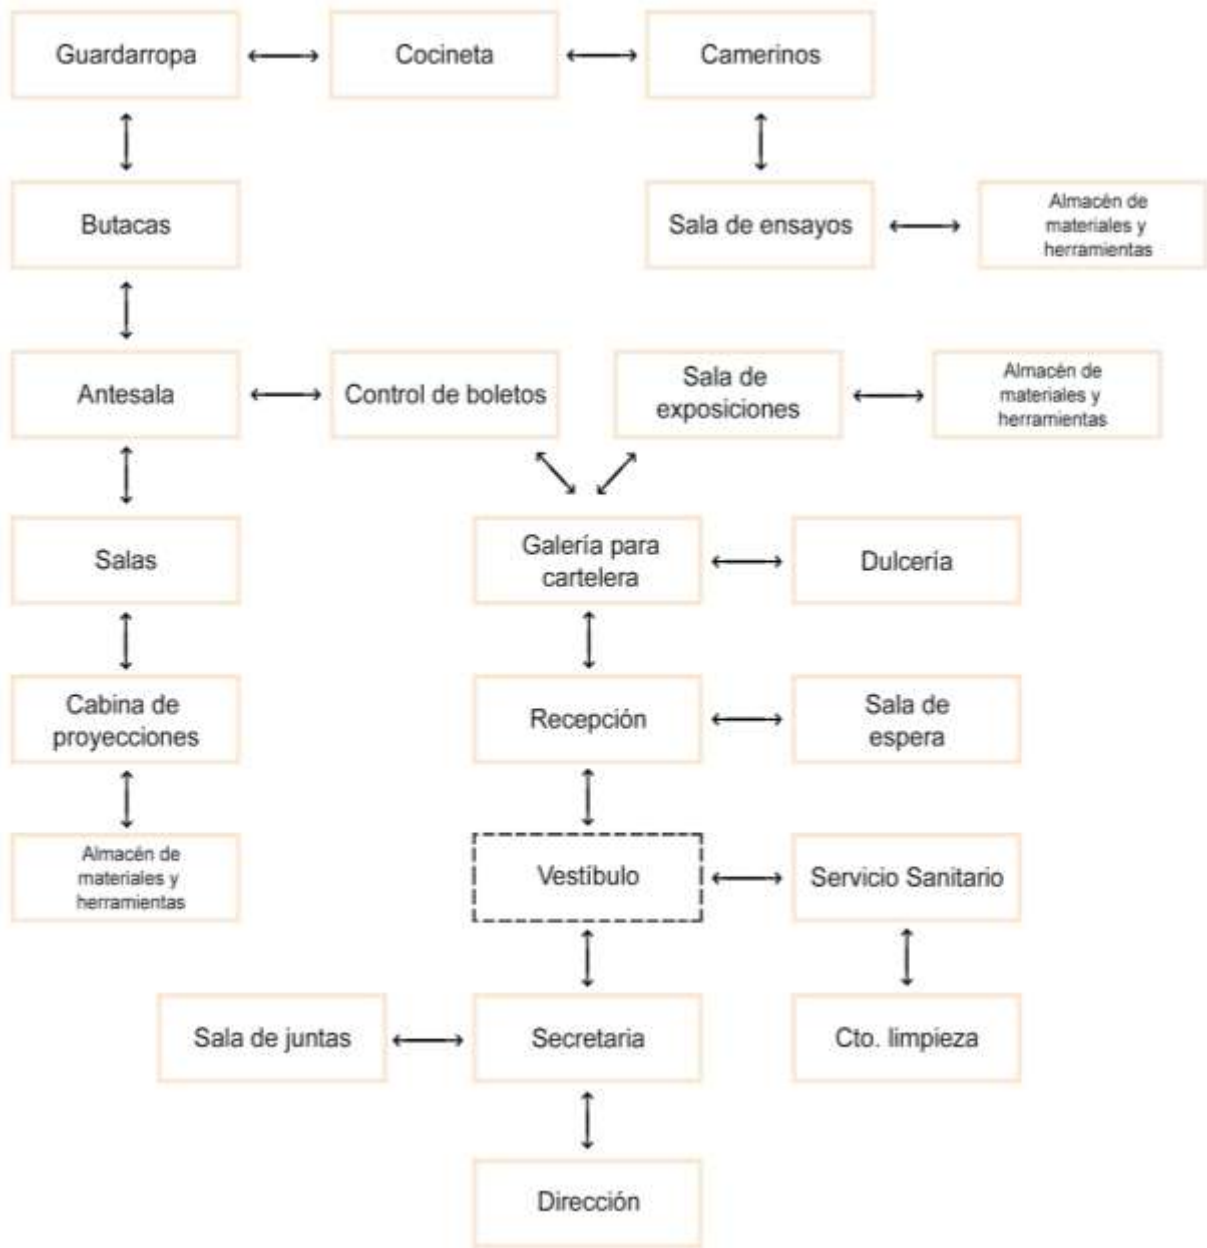 Guardarropa
Cocineta
Camerinos
Butacas
Sala de ensayos
Almacén de
materiales y
herramientas
Antesala
Control de boletos
Sala de
exposiciones
Almacén de
materiales y
herramientas
Salas
Galería para
cartelera
Dulcería
Cabina de
proyecciones
Recepción
Sala de
espera
Almacén de
materiales y
herramientas
Vestíbulo
Servicio Sanitario
Sala de juntas
Secretaria
Cto. limpieza
Dirección